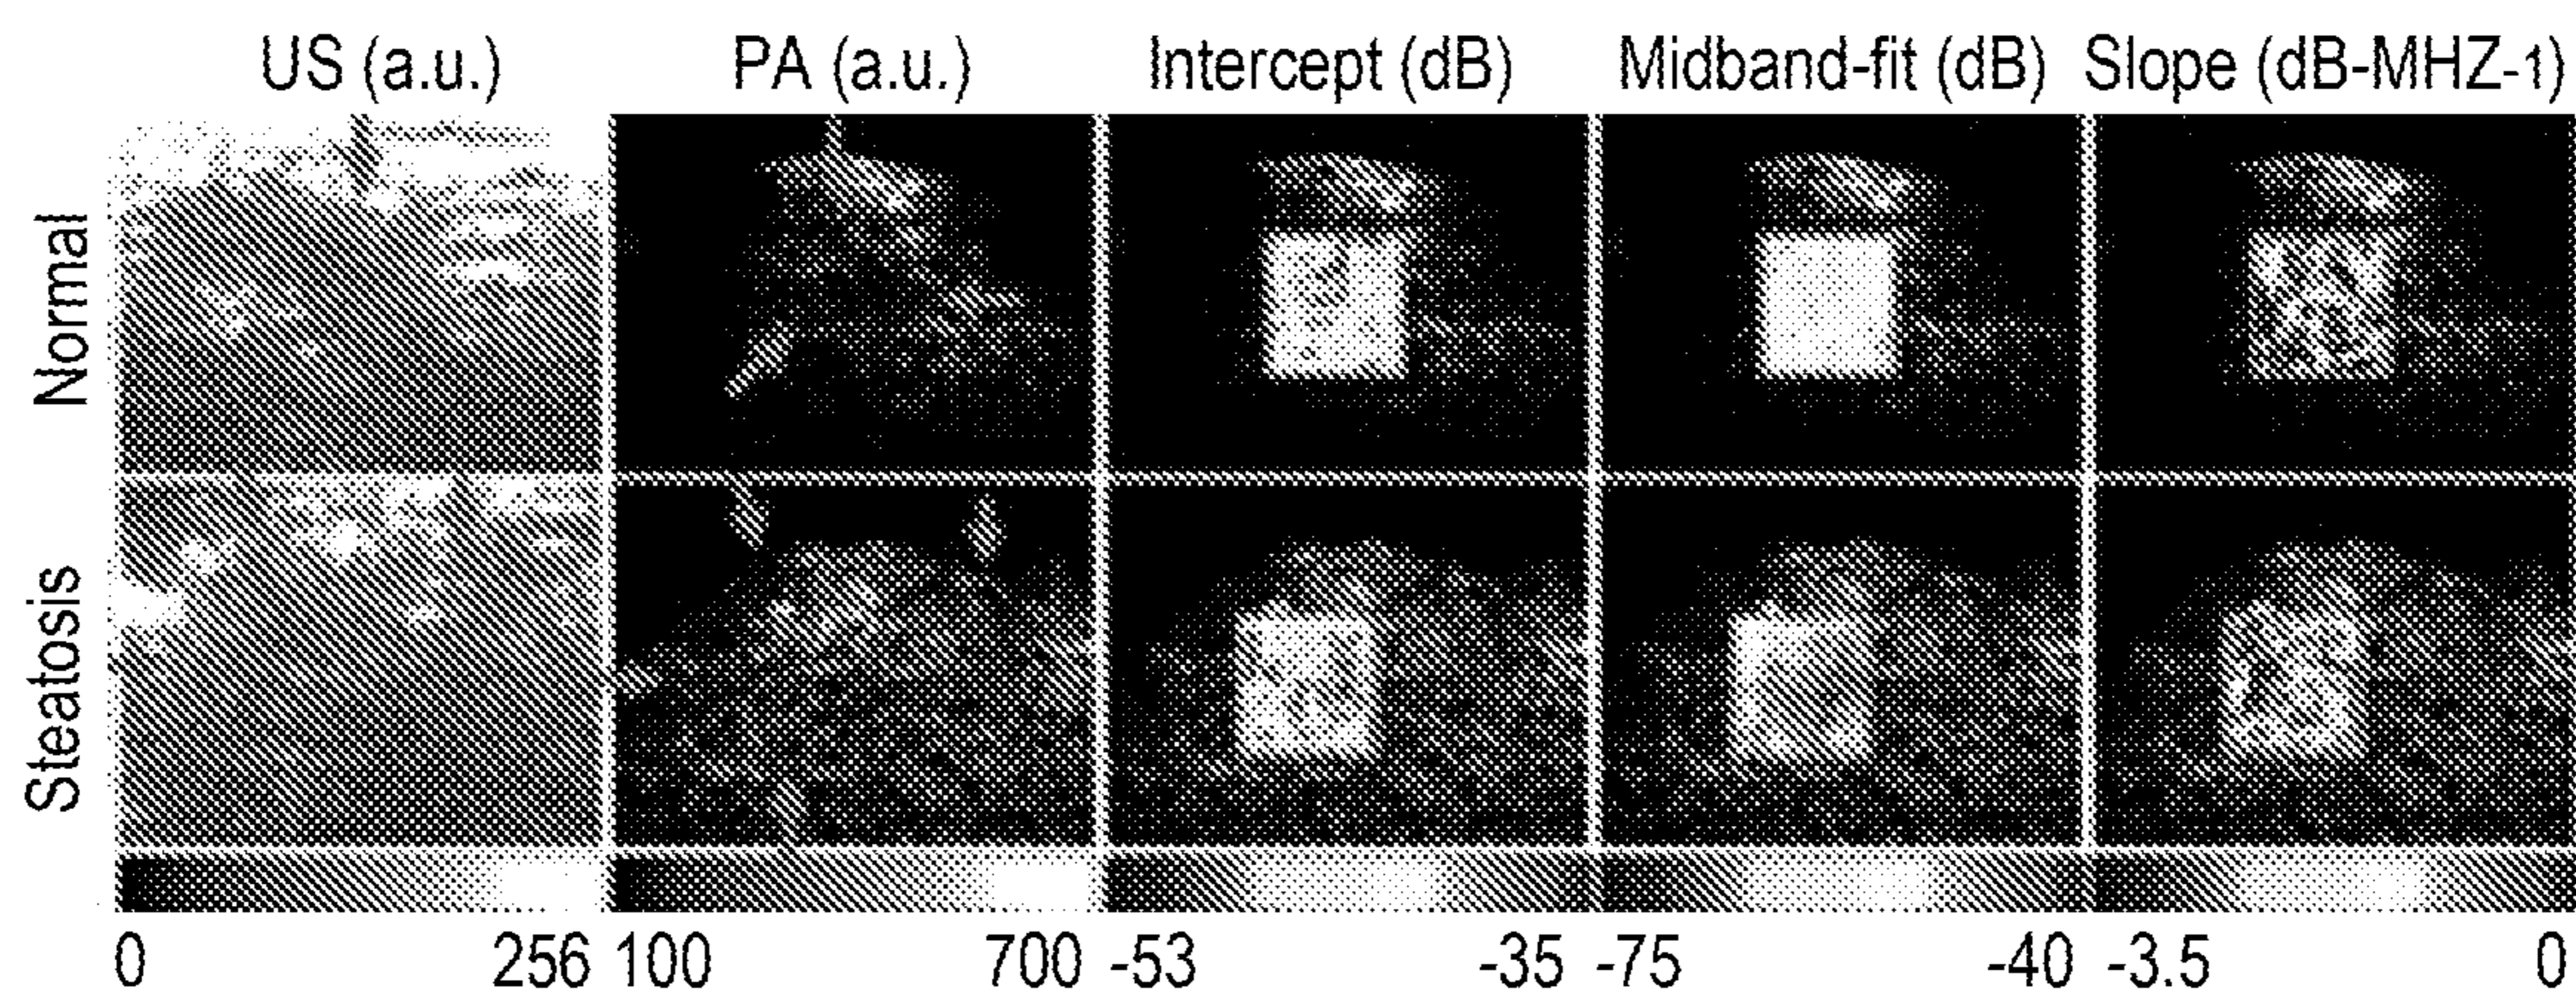 US (a.u.) PA (a.u.) Intercept (dB) Midband-fit (dB) Slope (dB-MHZ-1)
Normal
Steatosis
0 256 100 700 -53 -35 -75 -40 -3.5 0